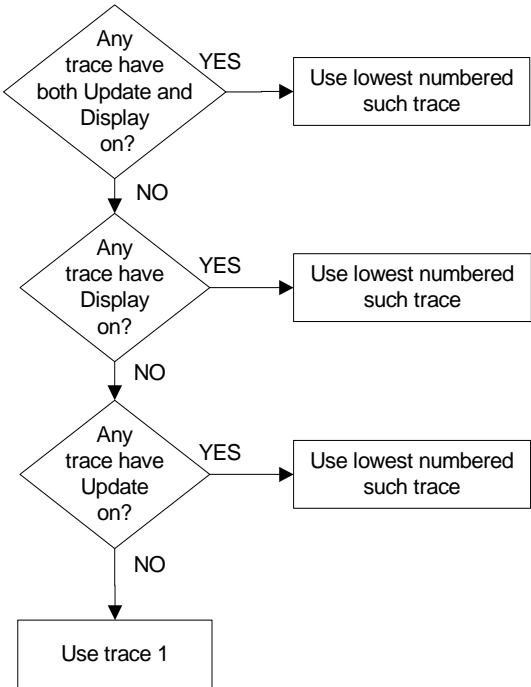 Any
trace have
both Update and
Display
on?
YES
Use lowest numbered
such trace
NO
Any
trace have
Display
on?
YES
Use lowest numbered
such trace
NO
Any
trace have
Update
on?
YES
Use lowest numbered
such trace
NO
Use trace 1